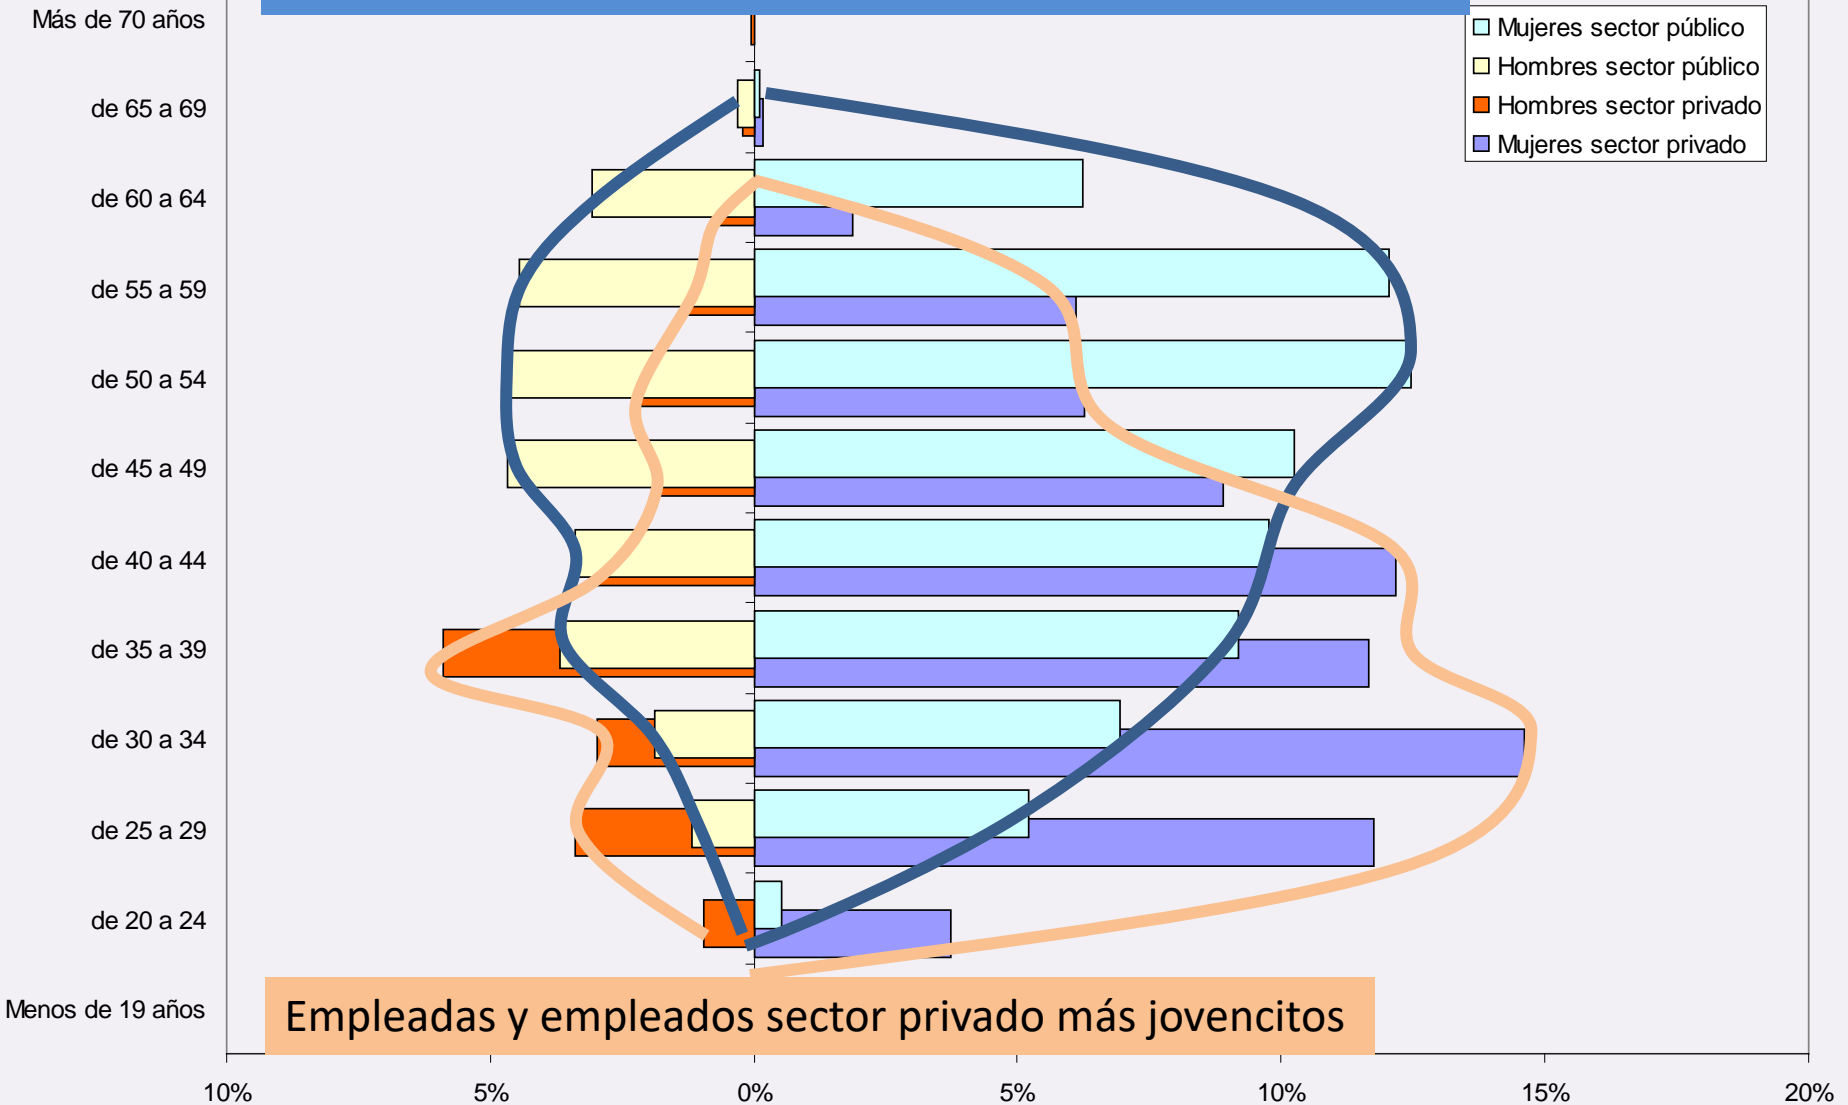 Más de 70 años
de 65 a 69
de 60 a 64
de 55 a 59
de 50 a 54
de 45 a 49
de 40 a 44
de 35 a 39
de 30 a 34
de 25 a 29
de 20 a 24
Menos de 19 años
Mujeres sector público
Hombres sector público
Hombres sector privado
Mujeres sector privado
Empleadas y empleados sector privado más jovencitos
10% 5% 0% 5% 10% 15% 20%